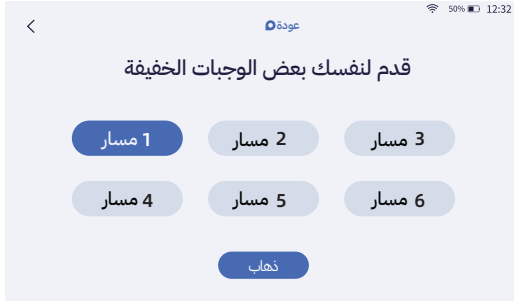 50% 12:32
عودة
قدم لنفسك بعض الوجبات الخفيفة
1 مسار 2 مسار 3 مسار
4 مسار 5 مسار 6 مسار
ذهاب